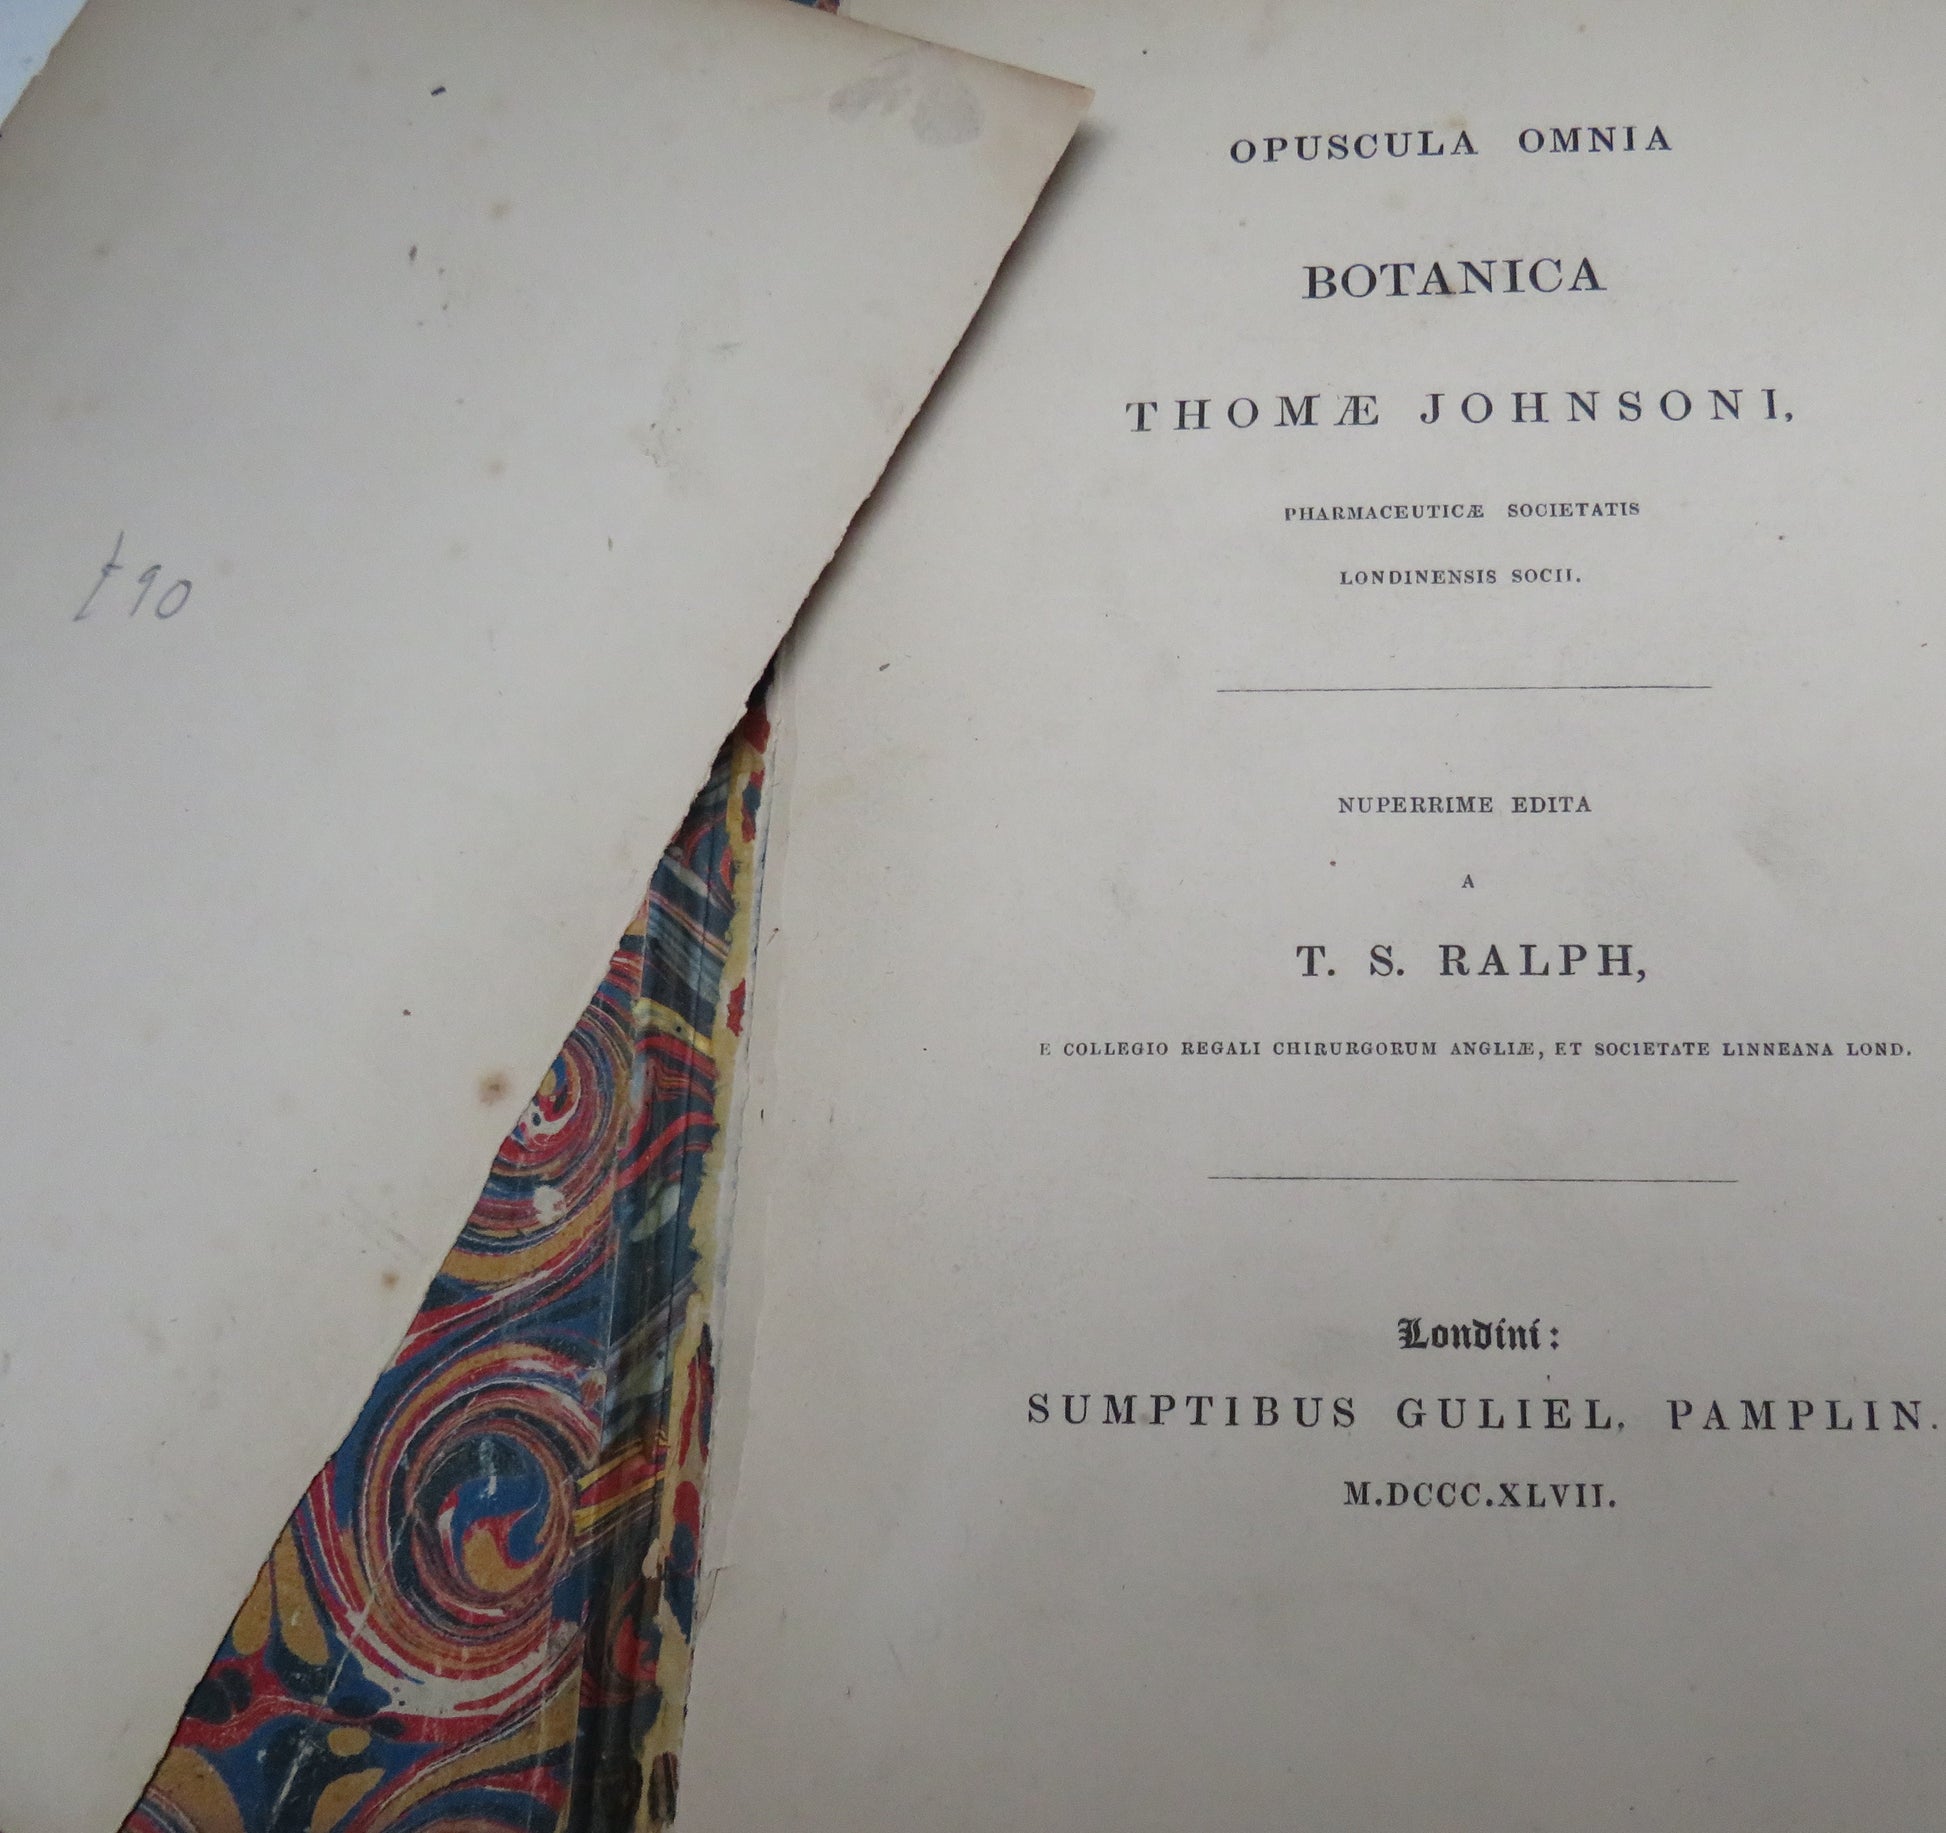 £90
OPUSCULA OMNIA
BOTANICA
THOMÆ JOHNSONI,
PHARMACEUTICÆ SOCIETATIS
LONDINENSIS SOCII.
NUPERRIME EDITA
A
T. S. RALPH,
E COLLEGIO REGALI CHIRURGORUM ANGLIÆ, ET SOCIETATE LINNEANA LOND.
Londini:
SUMPTIBUS GULIEL. PAMPLIN.
M.DCCC.XLVII.